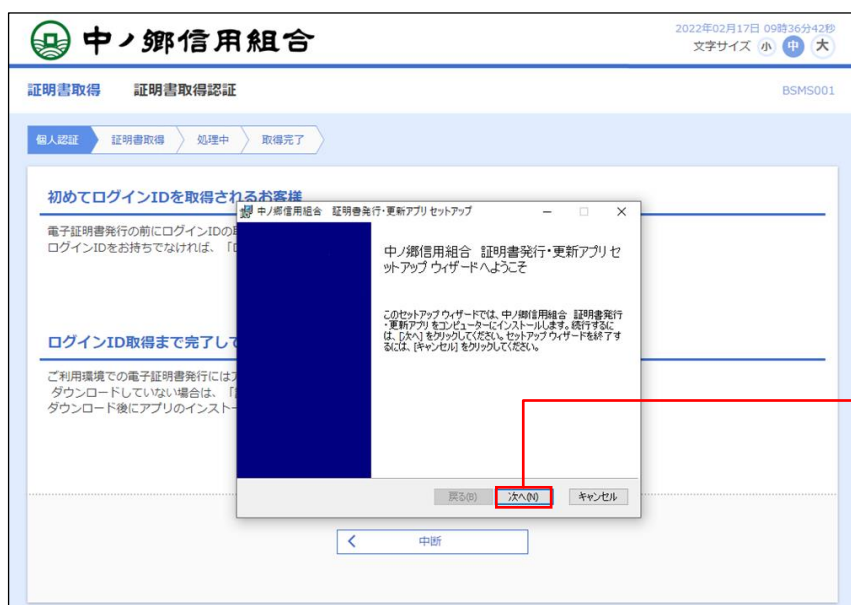 中ノ郷信用組合
2022年02月17日 09時36分42秒
文字サイズ 小 中 大
証明書取得 証明書取得認証
BSMS001
個人認証 証明書取得 処理中 取得完了
初めてログインIDを取得されるお客様
電子証明書発行の前にログインIDの
ログインIDをお持ちでなければ、「
ログインID取得まで完了して
ご利用環境での電子証明書発行には
ダウンロードしていない場合は、「
ダウンロード後にアプリのインスト
中ノ郷信用組合 証明書発行・更新アプリ セットアップ
中ノ郷信用組合 証明書発行・更新アプリ セ
ットアップ ウィザードへようこそ
このセットアップ ウィザードでは、中ノ郷信用組合 証明書発行
・更新アプリ をコンピューターにインストールします。続行するに
は、[次へ] をクリックしてください。セットアップ ウィザードを終了す
るには、[キャンセル] をクリックしてください。
戻る(B) 次へ(N) キャンセル
中断